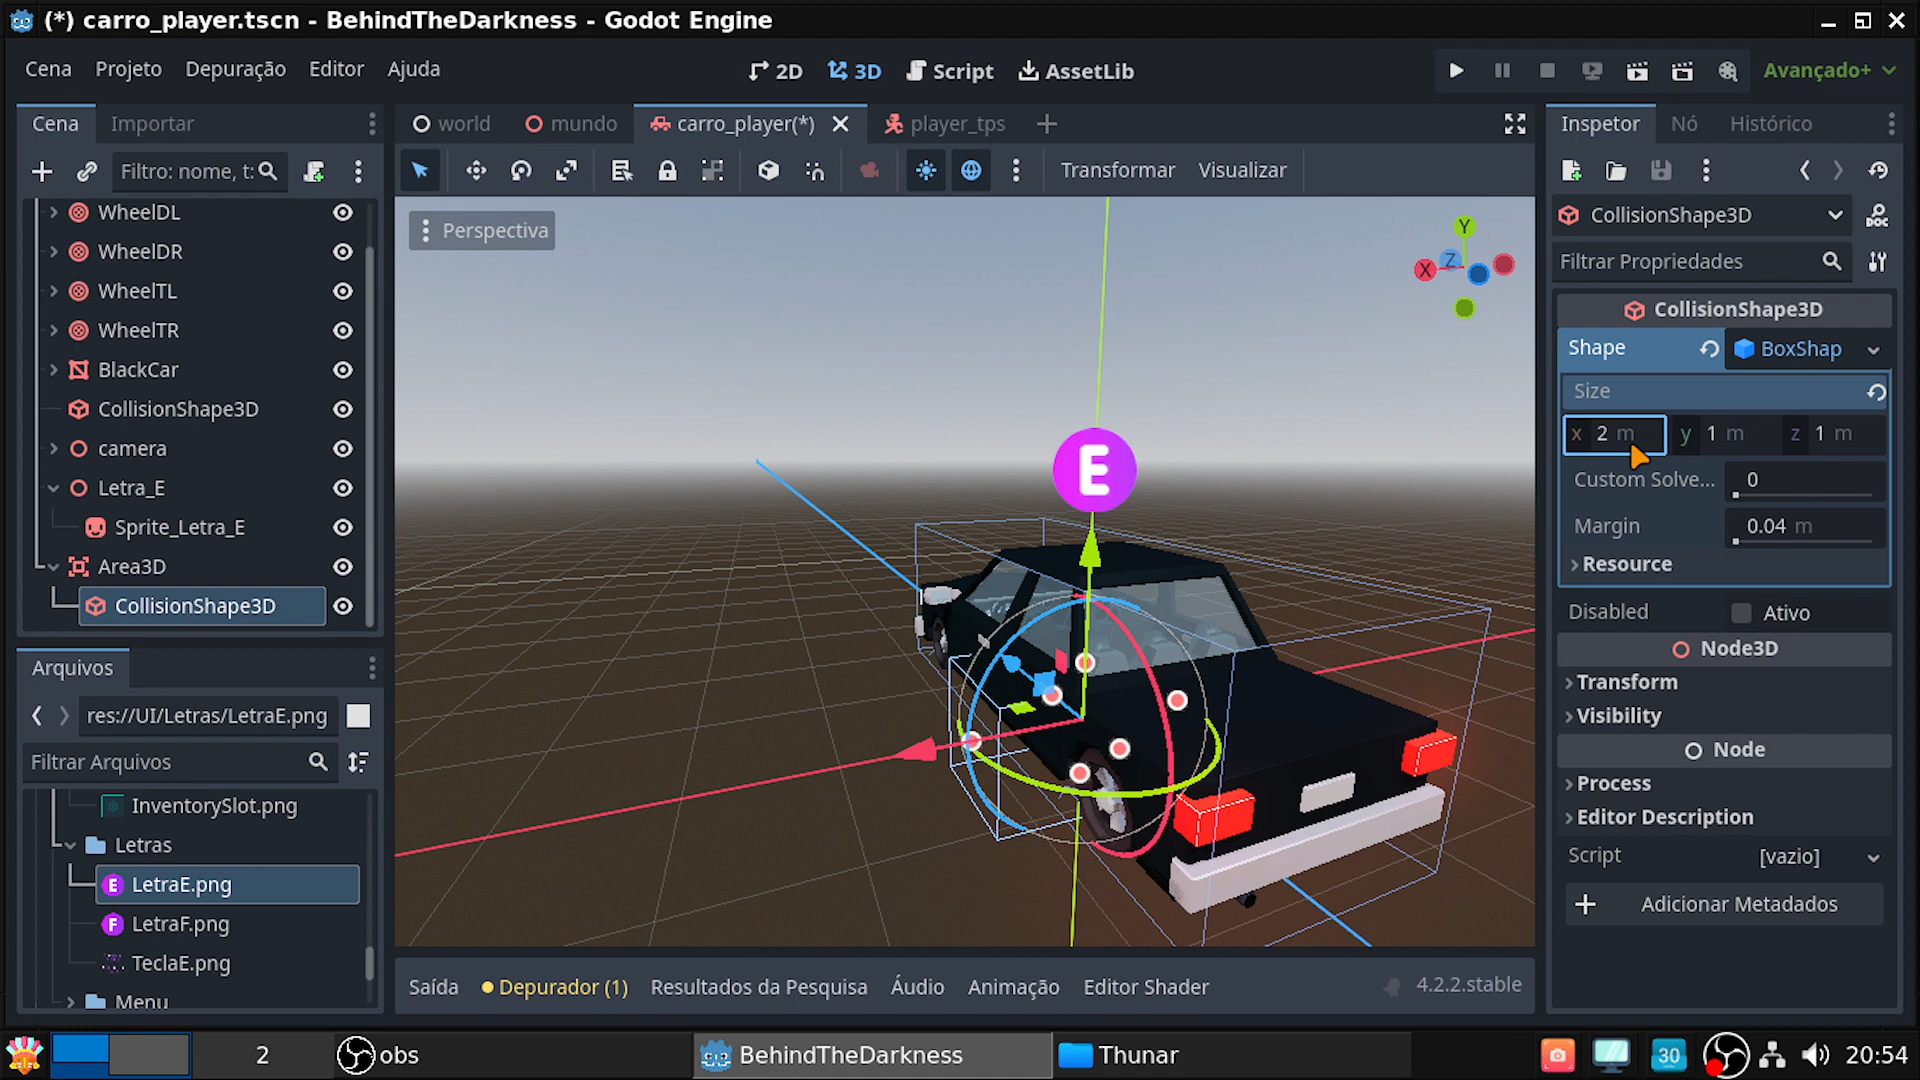 (*) carro_player.tscn - BehindTheDarkness - Godot Engine
Cena Projeto Depuração Editor Ajuda
2D 3D Script AssetLib
Avançado+
Cena Importar
world mundo carro_player(*) player_tps
Inspetor Nó Histórico
Filtro: nome, t:
Transformar Visualizar
WheelDL
WheelDR
WheelTL
WheelTR
BlackCar
CollisionShape3D
camera
Letra_E
Sprite_Letra_E
Area3D
CollisionShape3D
Perspectiva
Y
X
Z
E
CollisionShape3D
Filtrar Propriedades
CollisionShape3D
Shape BoxShap
Size
x 2 m y 1 m z 1 m
Custom Solve... 0
Margin 0.04 m
Resource
Disabled Ativo
Node3D
Transform
Visibility
Node
Process
Editor Description
Script [vazio]
Adicionar Metadados
Arquivos
res://UI/Letras/LetraE.png
Filtrar Arquivos
InventorySlot.png
Letras
E LetraE.png
F LetraF.png
TeclaE.png
Menu
Saída Depurador (1) Resultados da Pesquisa Áudio Animação Editor Shader
4.2.2.stable
2 obs BehindTheDarkness Thunar 30 20:54